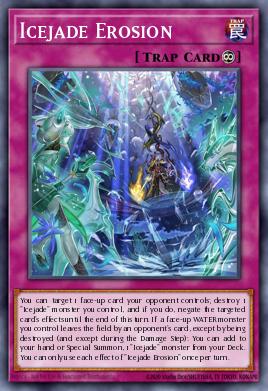 Icejade Erosion
TRAP
罠
[Trap Card
You can target 1 face-up card your opponent controls; destroy 1
"Icejade" monster you control, and if you do, negate the targeted
card's effects until the end of this turn. If a face-up WATER monster
you control leaves the field by an opponent's card, except by being
destroyed (and except during the Damage Step): You can add to
your hand or Special Summon, 1 "Icejade" monster from your Deck.
You can only use each effect of "Icejade Erosion" once per turn.